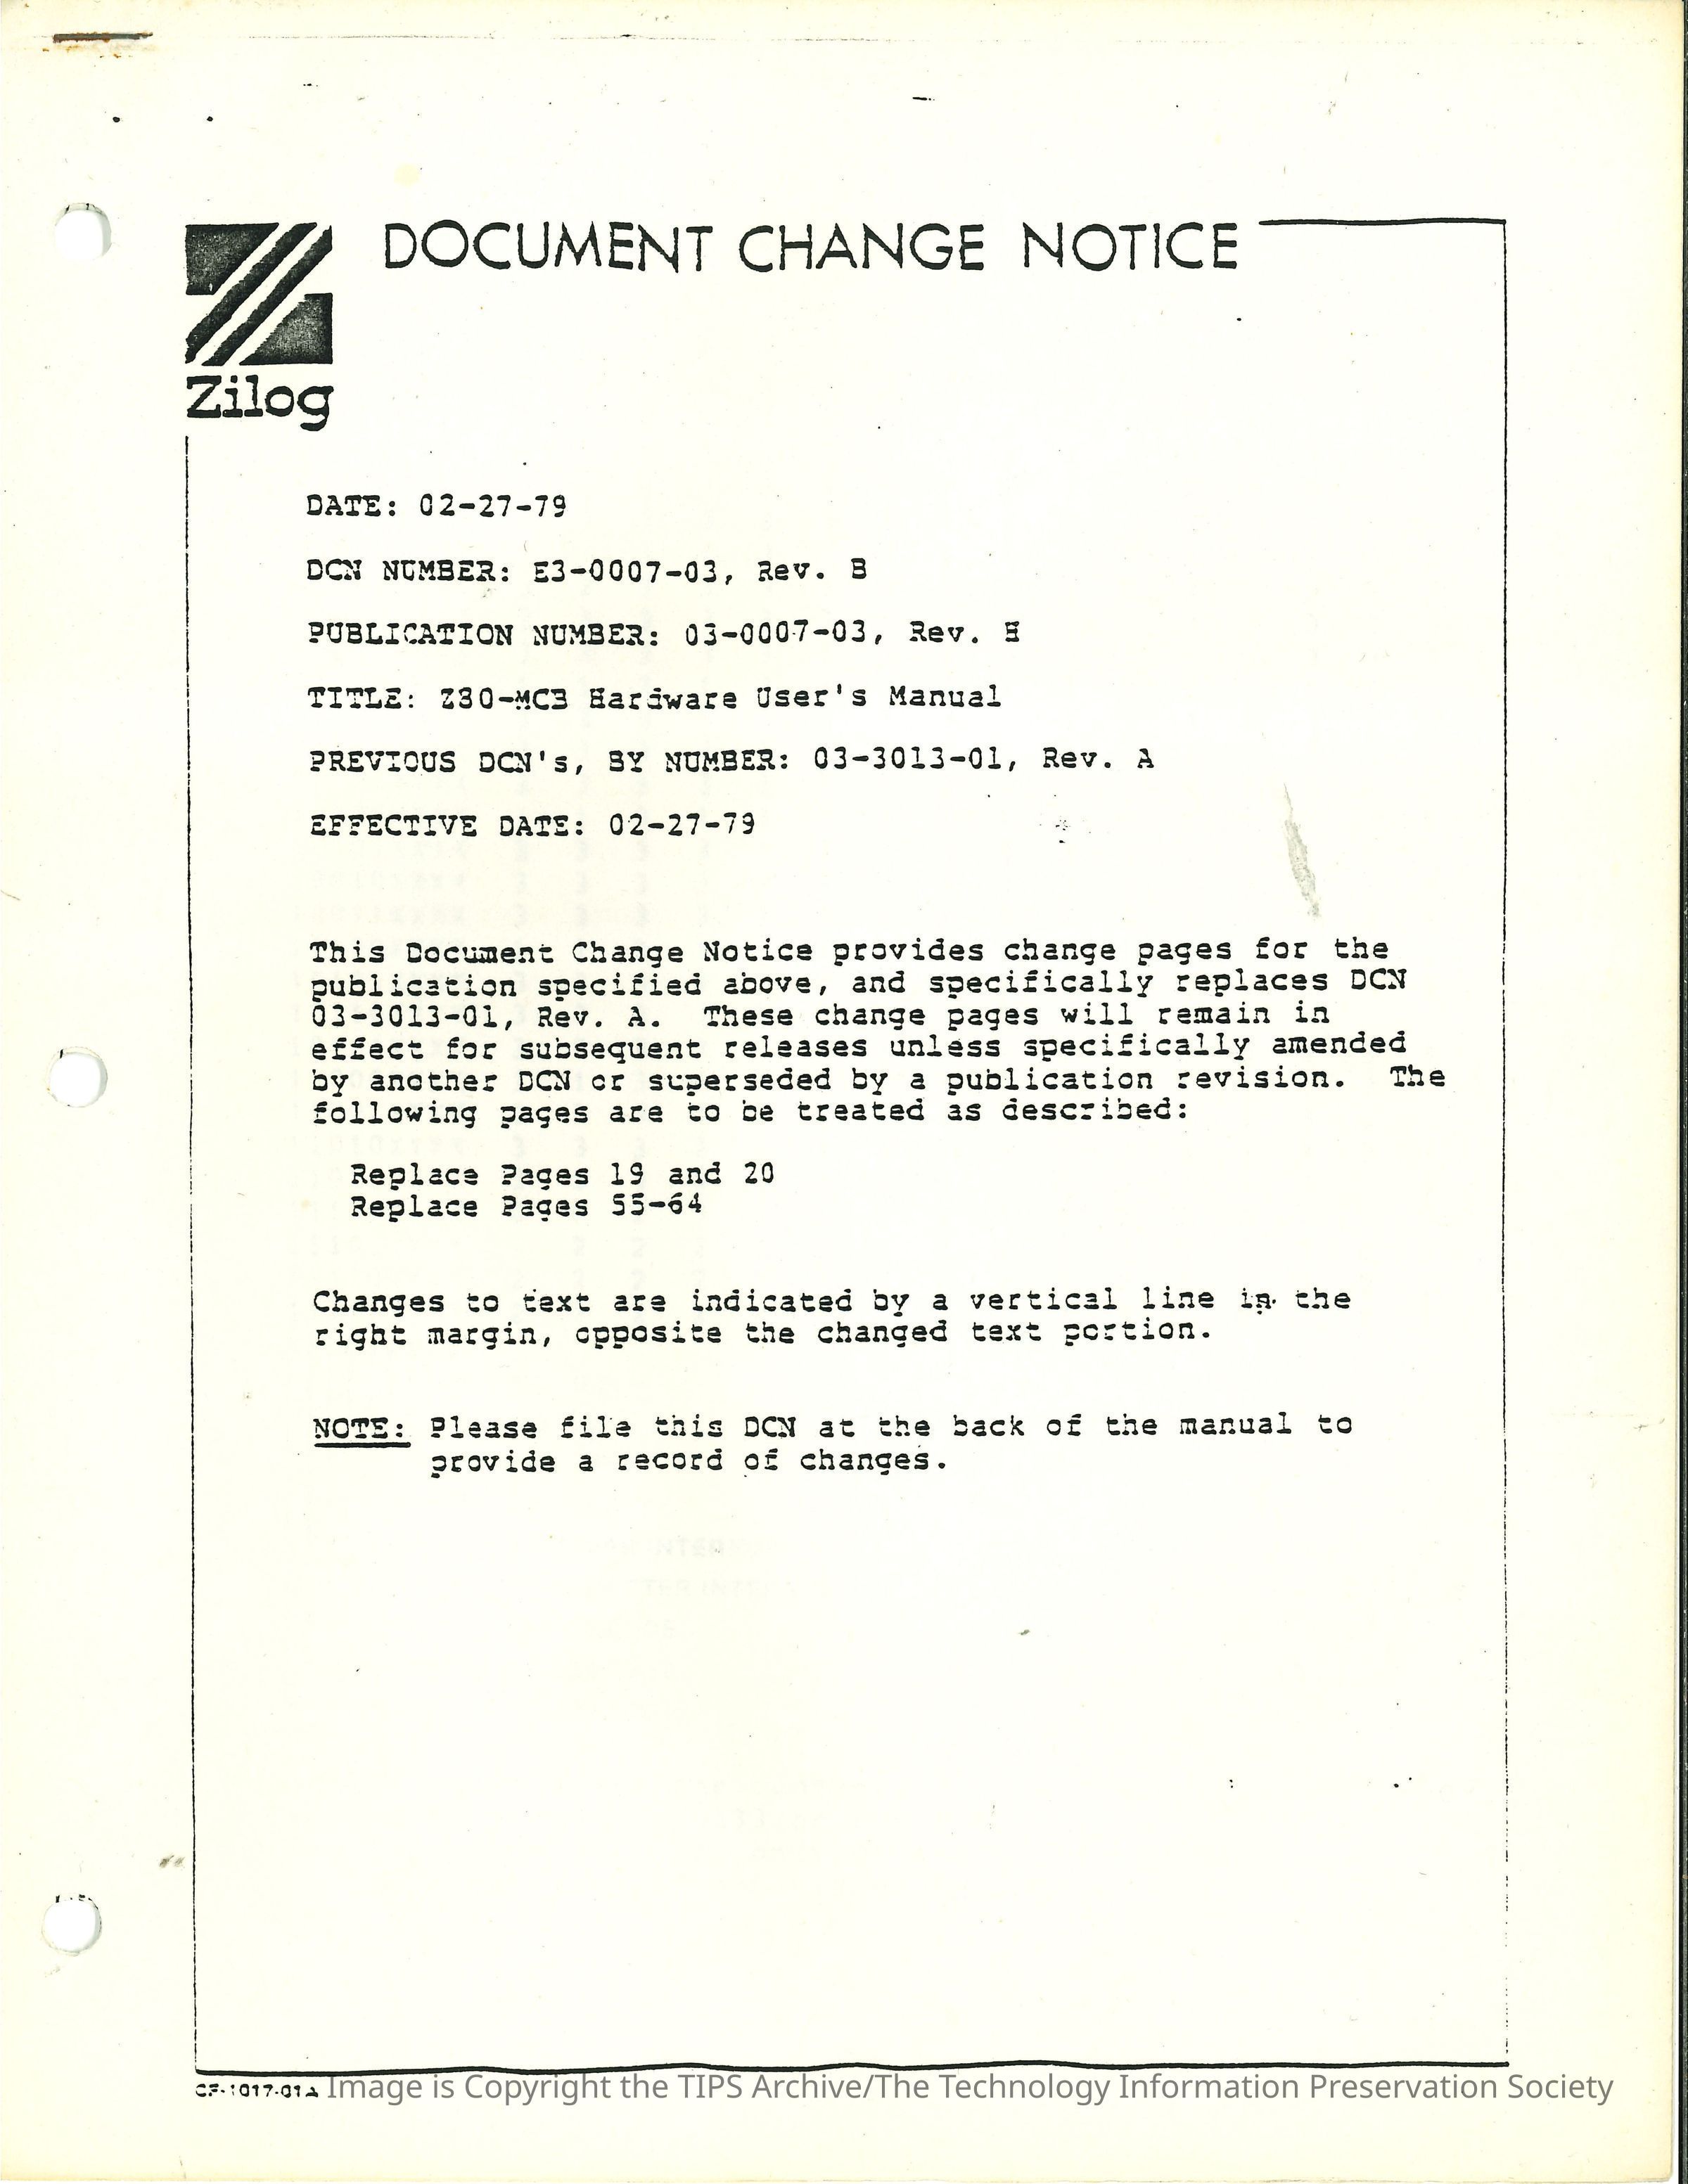 DOCUMENT CHANGE NOTICE
Zilog
DATE: 02-27-79
DCN NUMBER: E3-0007-03, Rev. B
PUBLICATION NUMBER: 03-0007-03, Rev. E
TITLE: Z80-MCB Hardware User's Manual
PREVIOUS DCN's, BY NUMBER: 03-3013-01, Rev. A
EFFECTIVE DATE: 02-27-79
This Document Change Notice provides change pages for the
publication specified above, and specifically replaces DCN
03-3013-01, Rev. A.  These change pages will remain in
effect for subsequent releases unless specifically amended
by another DCN or superseded by a publication revision.  The
following pages are to be treated as described:
Replace Pages 19 and 20
Replace Pages 55-64
Changes to text are indicated by a vertical line in the
right margin, opposite the changed text portion.
NOTE: Please file this DCN at the back of the manual to
provide a record of changes.
CF-1017-01A Image is Copyright the TIPS Archive/The Technology Information Preservation Society